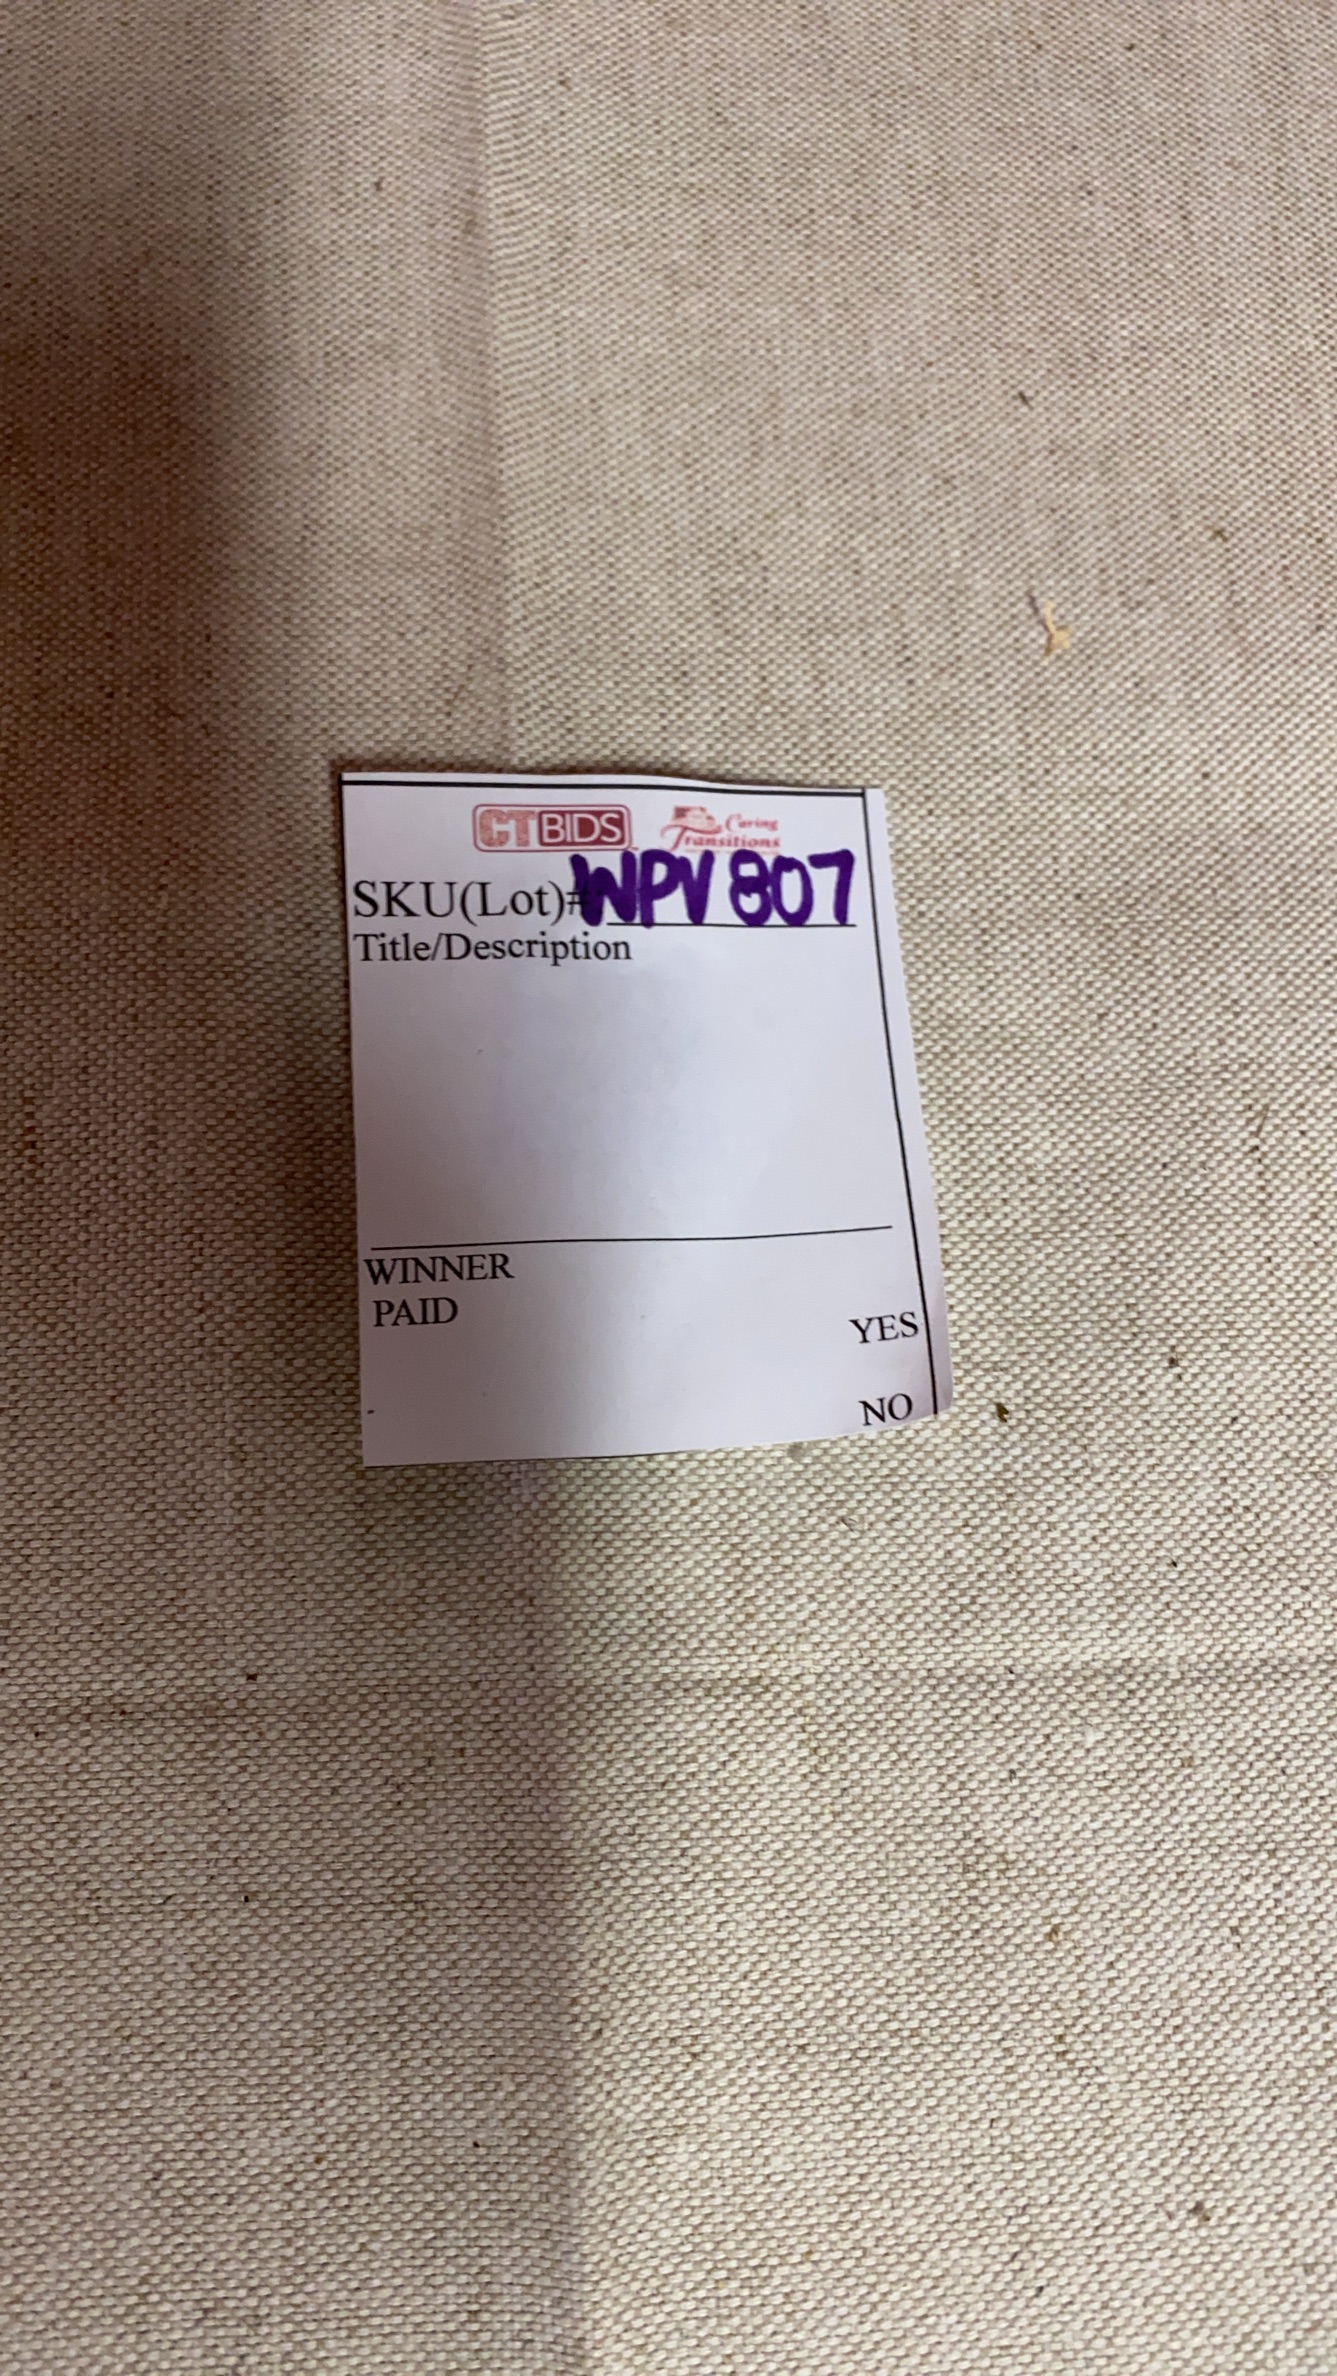 CTBIDS Caring Transitions
SKU(Lot)# WPV 807
Title/Description
WINNER
PAID
YES
NO